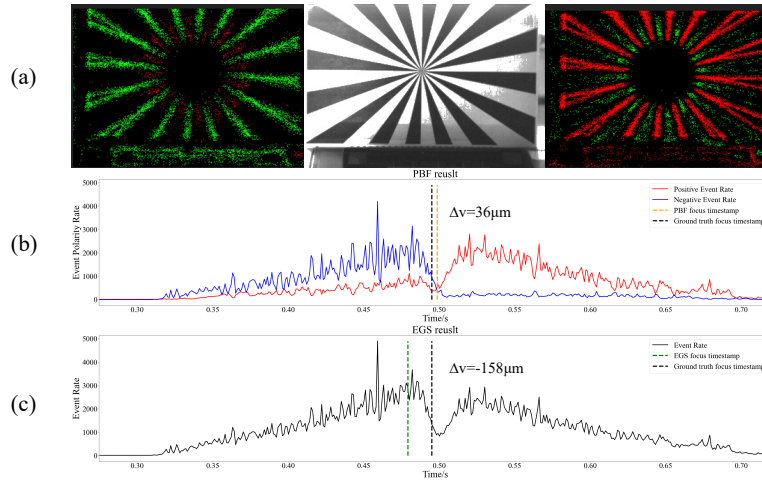 (a)
PBF reuslt
(b)
Event Polarity Rate
5000
4000
3000
2000
1000
0
Δv=36μm
Positive Event Rate
Negative Event Rate
PBF focus timestamp
Ground truth focus timestamp
0.30 0.35 0.40 0.45 0.50 0.55 0.60 0.65 0.70
Time/s
EGS reuslt
(c)
Event Rate
5000
4000
3000
2000
1000
0
Δv=-158μm
Event Rate
EGS focus timestamp
Ground truth focus timestamp
0.30 0.35 0.40 0.45 0.50 0.55 0.60 0.65 0.70
Time/s